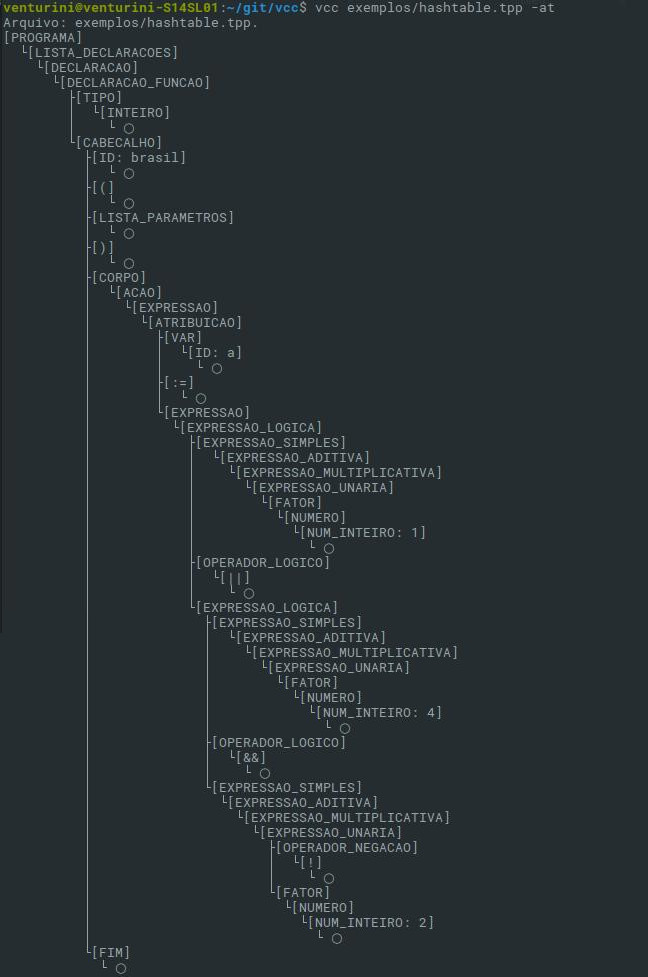 venturini@venturini-S14SL01:~/git/vcc$ vcc exemplos/hashtable.tpp -at
Arquivo: exemplos/hashtable.tpp.
[PROGRAMA]
└[LISTA_DECLARACOES]
└[DECLARACAO]
└[DECLARACAO_FUNCAO]
├[TIPO]
└[INTEIRO]
└ ○
└[CABECALHO]
├[ID: brasil]
└ ○
├[(]
└ ○
├[LISTA_PARAMETROS]
└ ○
├[)]
└ ○
├[CORPO]
└[ACAO]
└[EXPRESSAO]
└[ATRIBUICAO]
├[VAR]
└[ID: a]
└ ○
├[:=]
└ ○
└[EXPRESSAO]
└[EXPRESSAO_LOGICA]
├[EXPRESSAO_SIMPLES]
└[EXPRESSAO_ADITIVA]
└[EXPRESSAO_MULTIPLICATIVA]
└[EXPRESSAO_UNARIA]
└[FATOR]
└[NUMERO]
└[NUM_INTEIRO: 1]
└ ○
├[OPERADOR_LOGICO]
└[||]
└ ○
└[EXPRESSAO_LOGICA]
├[EXPRESSAO_SIMPLES]
└[EXPRESSAO_ADITIVA]
└[EXPRESSAO_MULTIPLICATIVA]
└[EXPRESSAO_UNARIA]
└[FATOR]
└[NUMERO]
└[NUM_INTEIRO: 4]
└ ○
├[OPERADOR_LOGICO]
└[&&]
└ ○
└[EXPRESSAO_SIMPLES]
└[EXPRESSAO_ADITIVA]
└[EXPRESSAO_MULTIPLICATIVA]
└[EXPRESSAO_UNARIA]
├[OPERADOR_NEGACAO]
└[!]
└ ○
└[FATOR]
└[NUMERO]
└[NUM_INTEIRO: 2]
└ ○
└[FIM]
└ ○